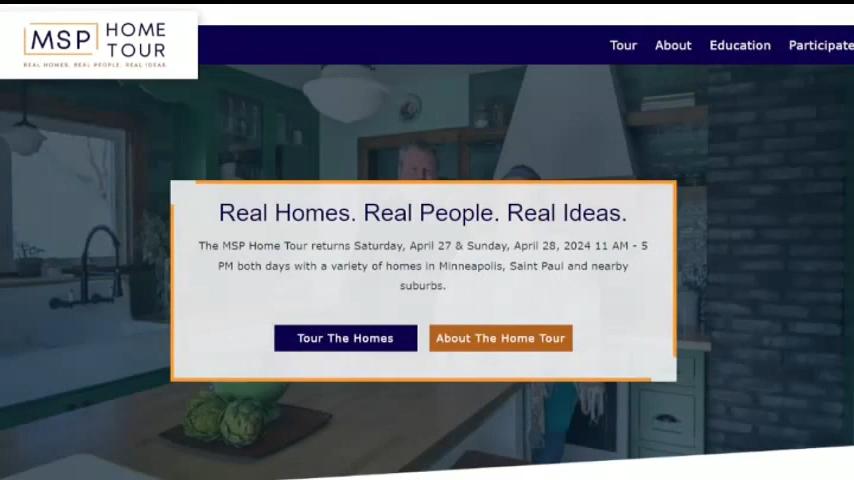 MSP HOME TOUR
REAL HOMES. REAL PEOPLE. REAL IDEAS.
Tour About Education Participate
Real Homes. Real People. Real Ideas.
The MSP Home Tour returns Saturday, April 27 & Sunday, April 28, 2024 11 AM - 5
PM both days with a variety of homes in Minneapolis, Saint Paul and nearby
suburbs.
Tour The Homes About The Home Tour